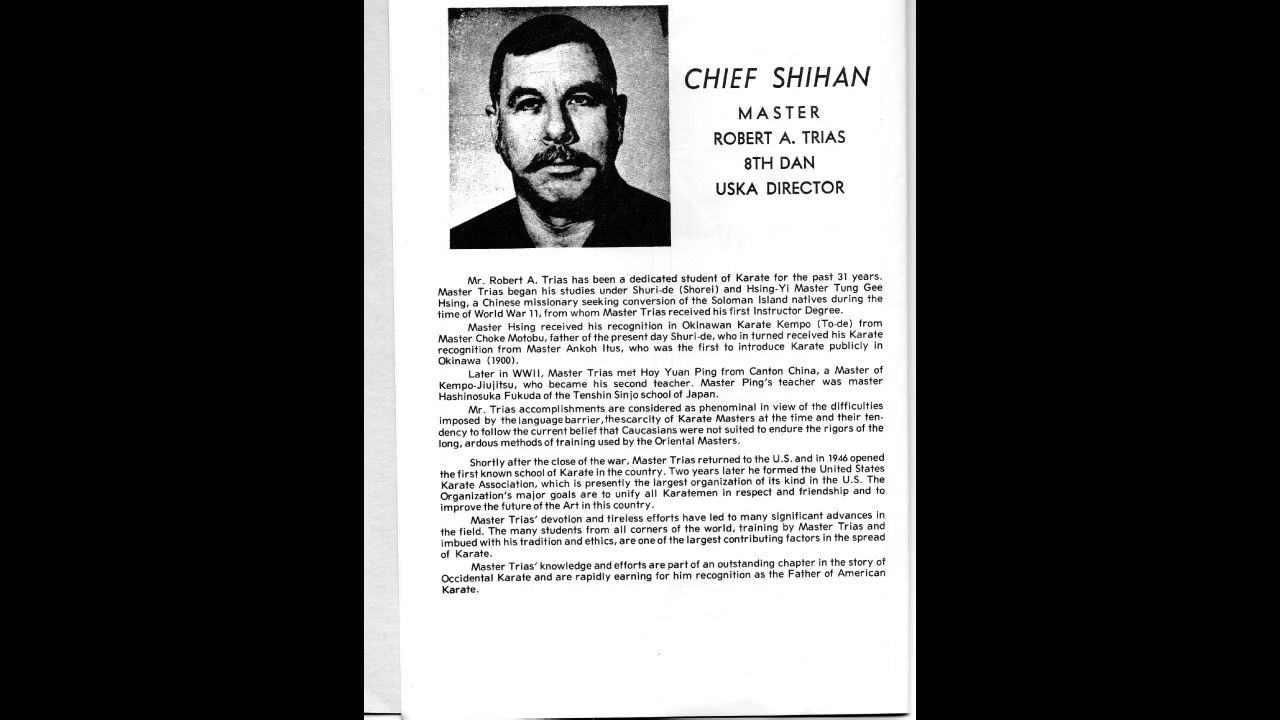 CHIEF SHIHAN
MASTER
ROBERT A. TRIAS
8TH DAN
USKA DIRECTOR
Mr. Robert A. Trias has been a dedicated student of Karate for the past 31 years.
Master Trias began his studies under Shuri-de (Shorei) and Hsing-Yi Master Tung Gee
Hsing, a Chinese missionary seeking conversion of the Soloman Island natives during the
time of World War 11, from whom Master Trias received his first Instructor Degree.
Master Hsing received his recognition in Okinawan Karate Kempo (To-de) from
Master Choke Motobu, father of the present day Shuri-de, who in turned received his Karate
recognition from Master Ankoh Itus, who was the first to introduce Karate publicly in
Okinawa (1900).
Later in WWII, Master Trias met Hoy Yuan Ping from Canton China, a Master of
Kempo-Jiujitsu, who became his second teacher. Master Ping's teacher was master
Hashinosuka Fukuda of the Tenshin Sinjo school of Japan.
Mr. Trias accomplishments are considered as phenominal in view of the difficulties
imposed by the language barrier, the scarcity of Karate Masters at the time and their ten-
dency to follow the current belief that Caucasians were not suited to endure the rigors of the
long, ardous methods of training used by the Oriental Masters.
Shortly after the close of the war, Master Trias returned to the U.S. and in 1946 opened
the first known school of Karate in the country. Two years later he formed the United States
Karate Association, which is presently the largest organization of its kind in the U.S. The
Organization's major goals are to unify all Karatemen in respect and friendship and to
improve the future of the Art in this country.
Master Trias' devotion and tireless efforts have led to many significant advances in
the field. The many students from all corners of the world, training by Master Trias and
imbued with his tradition and ethics, are one of the largest contributing factors in the spread
of Karate.
Master Trias' knowledge and efforts are part of an outstanding chapter in the story of
Occidental Karate and are rapidly earning for him recognition as the Father of American
Karate.